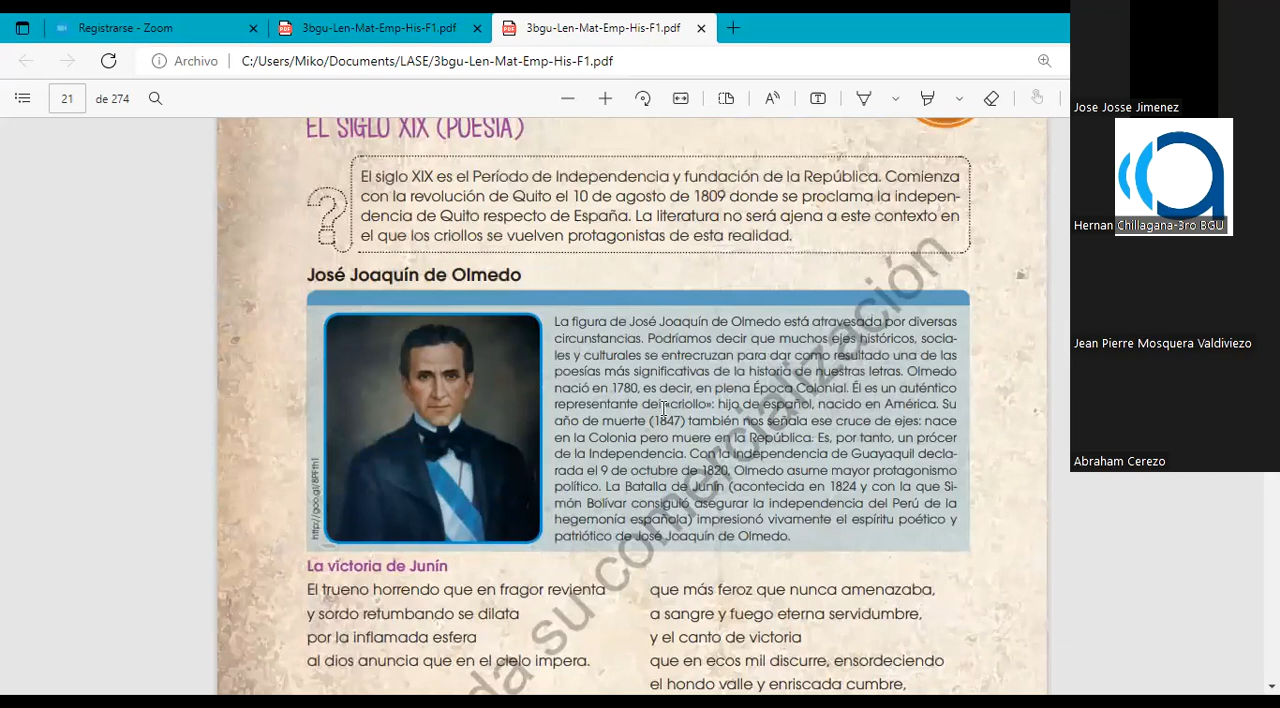 Registrarse - Zoom
3bgu-Len-Mat-Emp-His-F1.pdf
3bgu-Len-Mat-Emp-His-F1.pdf
Archivo
C:/Users/Miko/Documents/LASE/3bgu-Len-Mat-Emp-His-F1.pdf
21
de 274
EL SIGLO XIX (POESÍA)
El siglo XIX es el Período de Independencia y fundación de la República. Comienza
con la revolución de Quito el 10 de agosto de 1809 donde se proclama la indepen-
dencia de Quito respecto de España. La literatura no será ajena a este contexto en
el que los criollos se vuelven protagonistas de esta realidad.
José Joaquín de Olmedo
http://goo.gl/8PFfh1
La figura de José Joaquín de Olmedo está atravesada por diversas
circunstancias. Podríamos decir que muchos ejes históricos, socia-
les y culturales se entrecruzan para dar como resultado una de las
poesías más significativas de la historia de nuestras letras. Olmedo
nació en 1780, es decir, en plena Época Colonial. Él es un auténtico
representante del «criollo»: hijo de español, nacido en América. Su
año de muerte (1847) también nos señala ese cruce de ejes: nace
en la Colonia pero muere en la República. Es, por tanto, un prócer
de la Independencia. Con la independencia de Guayaquil decla-
rada el 9 de octubre de 1820, Olmedo asume mayor protagonismo
político. La Batalla de Junín (acontecida en 1824 y con la que Si-
món Bolívar consiguió asegurar la independencia del Perú de la
hegemonía española) impresionó vivamente el espíritu poético y
patriótico de José Joaquín de Olmedo.
La victoria de Junín
El trueno horrendo que en fragor revienta
y sordo retumbando se dilata
por la inflamada esfera
al dios anuncia que en el cielo impera.
que más feroz que nunca amenazaba,
a sangre y fuego eterna servidumbre,
y el canto de victoria
que en ecos mil discurre, ensordeciendo
el hondo valle y enriscada cumbre,
da su comercialización
Jose Josse Jimenez
Hernan Chillagana-3ro BGU
Jean Pierre Mosquera Valdiviezo
Abraham Cerezo